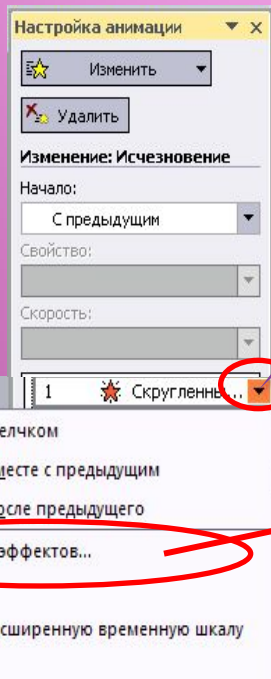 Настройка анимации
Изменить
Удалить
Изменение: Исчезновение
Начало:
С предыдущим
Свойство:
Скорость:
1 Скругленны...
елчком
месте с предыдущим
осле предыдущего
эффектов...
сширенную временную шкалу